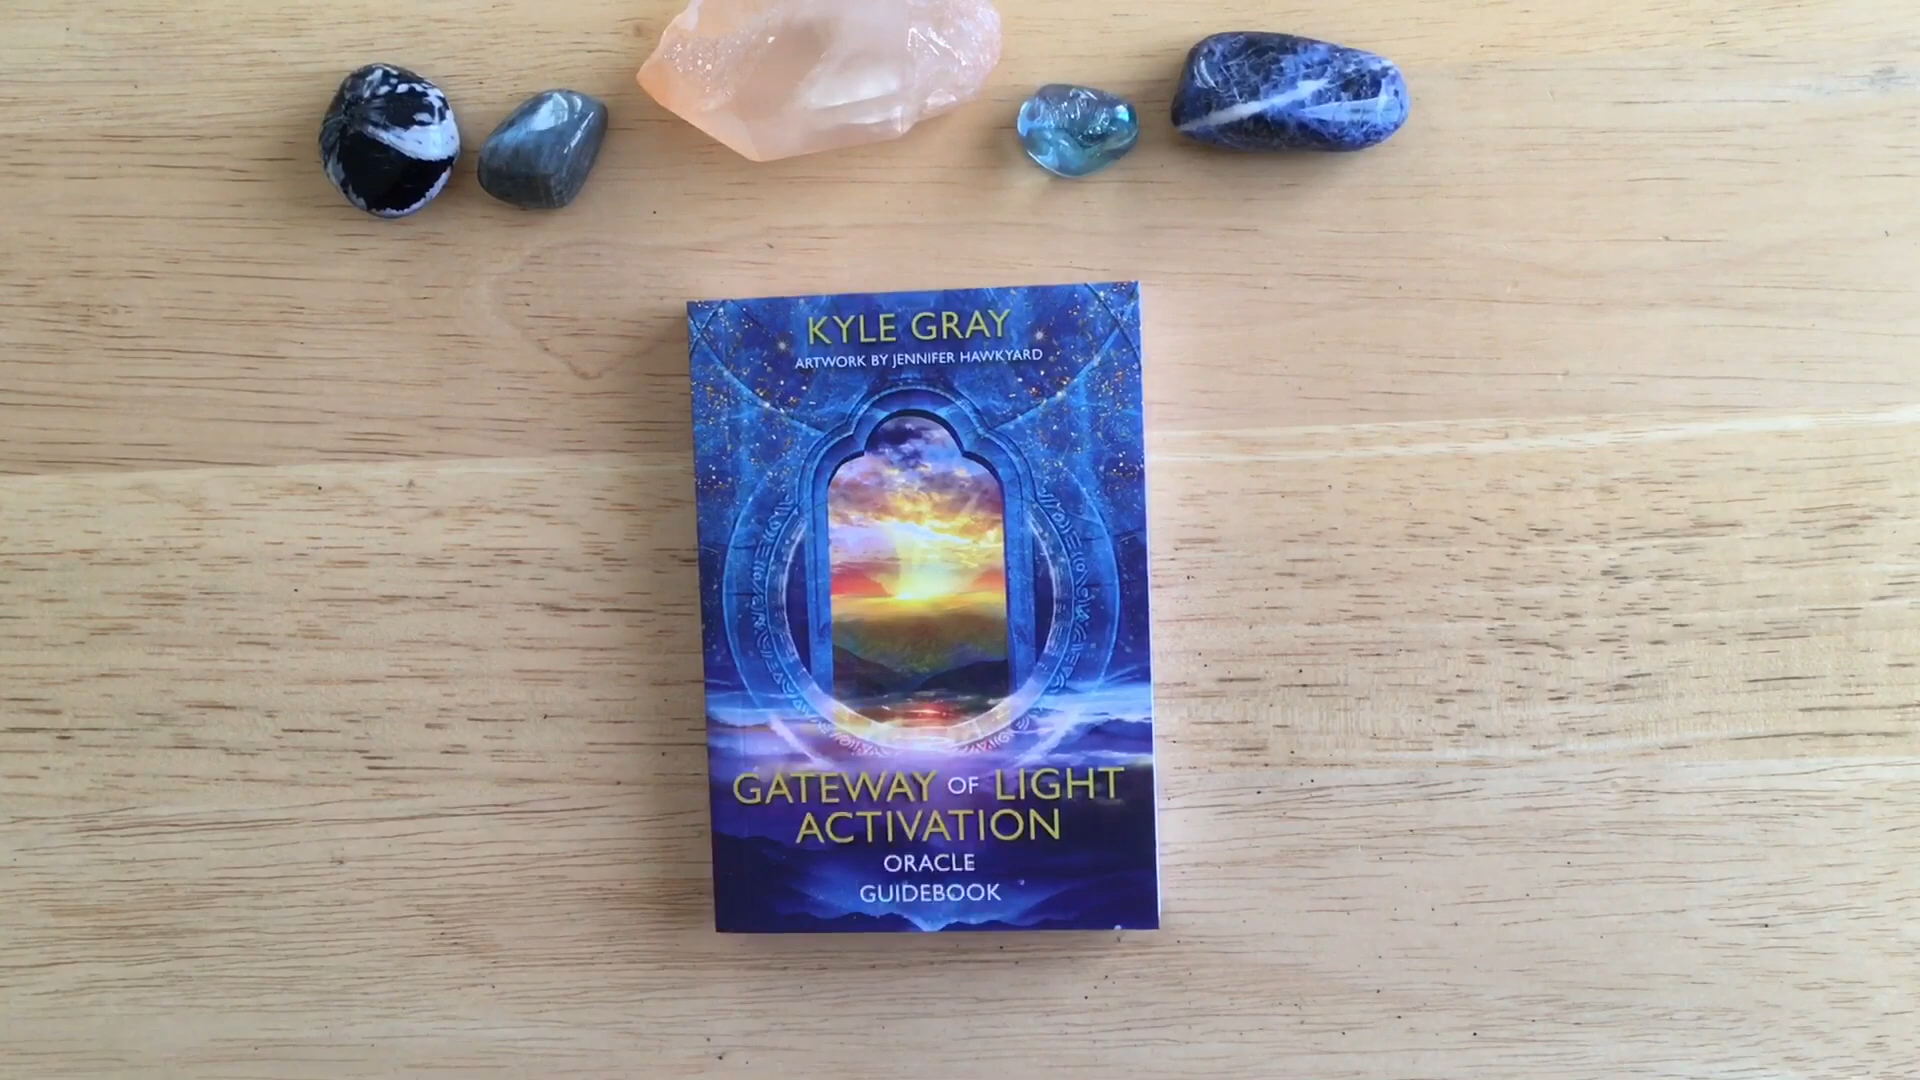 KYLE GRAY
ARTWORK BY JENNIFER HAWKYARD
GATEWAY OF LIGHT
ACTIVATION
ORACLE
GUIDEBOOK